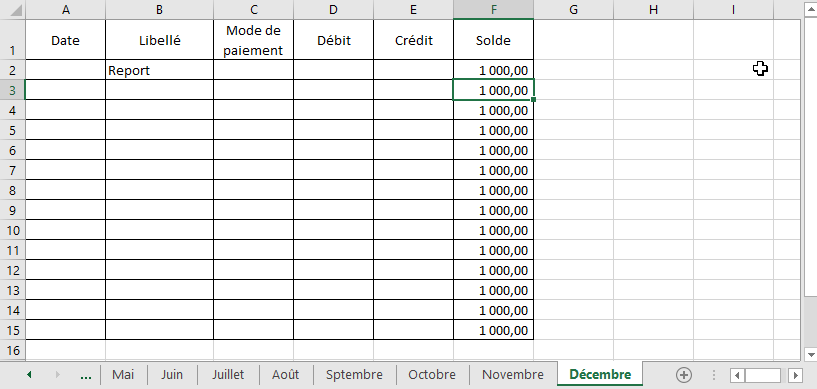 A B C D E F G H I
1 Date Libellé Mode de paiement Débit Crédit Solde
2 Report 1 000,00
3 1 000,00
4 1 000,00
5 1 000,00
6 1 000,00
7 1 000,00
8 1 000,00
9 1 000,00
10 1 000,00
11 1 000,00
12 1 000,00
13 1 000,00
14 1 000,00
15 1 000,00
16
... Mai Juin Juillet Août Sptembre Octobre Novembre Décembre